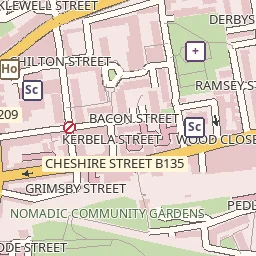 KLEWELL STREET
DERBYS
HILTON STREET
Ho
Sc
RAMSEY ST
209
BACON STREET
Sc
KERBELA STREET
WOOD CLOSE
CHESHIRE STREET B135
GRIMSBY STREET
NOMADIC COMMUNITY GARDENS
PEDL
ODE STREET